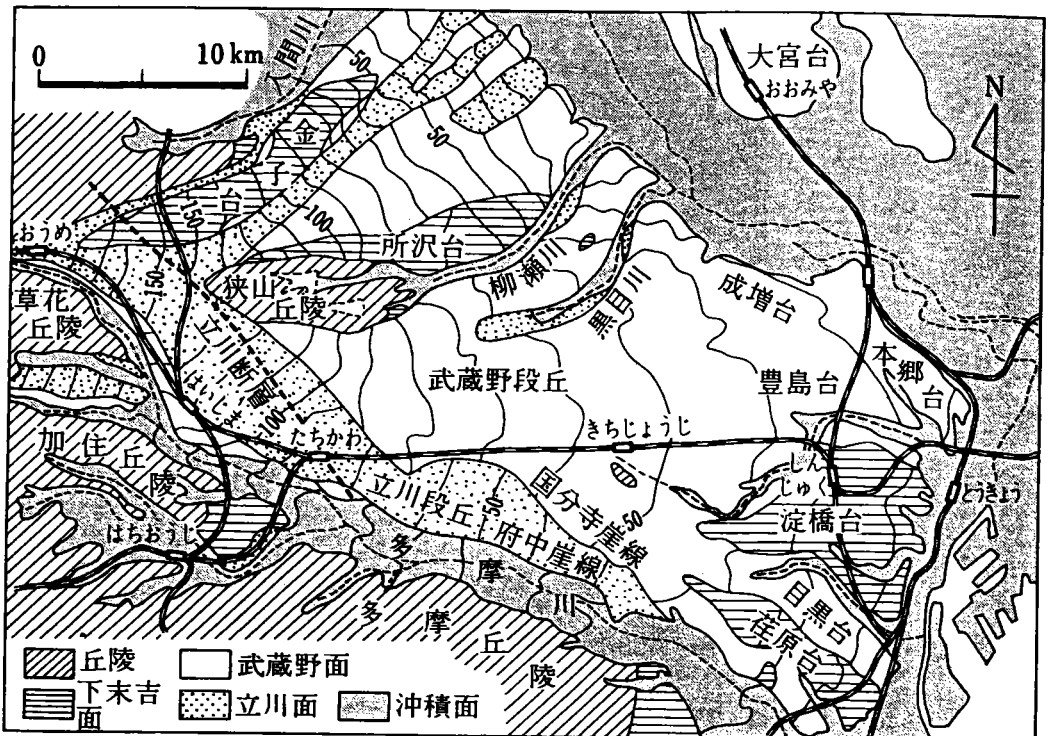 0 10 km
入間川
大宮台
おおみや
N
50
50
金子台
150
100
所沢台
おうめ
150
狭山丘陵
柳瀬川
黒目川
成増台
草花丘陵
立川断層
はいじま
100
武蔵野段丘
豊島台
本郷台
たちかわ
きちじょうじ
しんじゅく
とうきょう
加住丘陵
立川段丘
50
国分寺崖線
50
淀橋台
はちおうじ
府中崖線
多摩川
目黒台
荏原台
多摩丘陵
丘陵
武蔵野面
下末吉面
立川面
沖積面